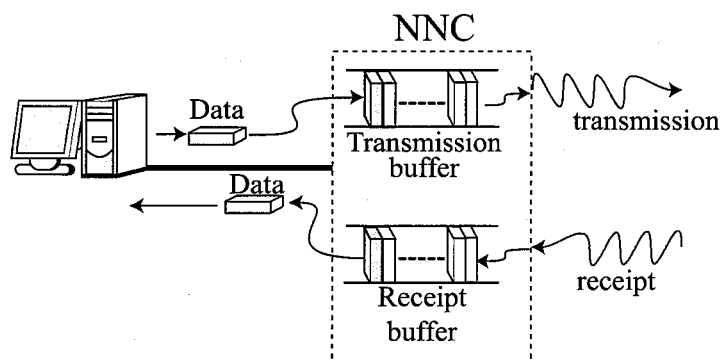 NNC
Data
Transmission
buffer
transmission
Data
Receipt
buffer
receipt